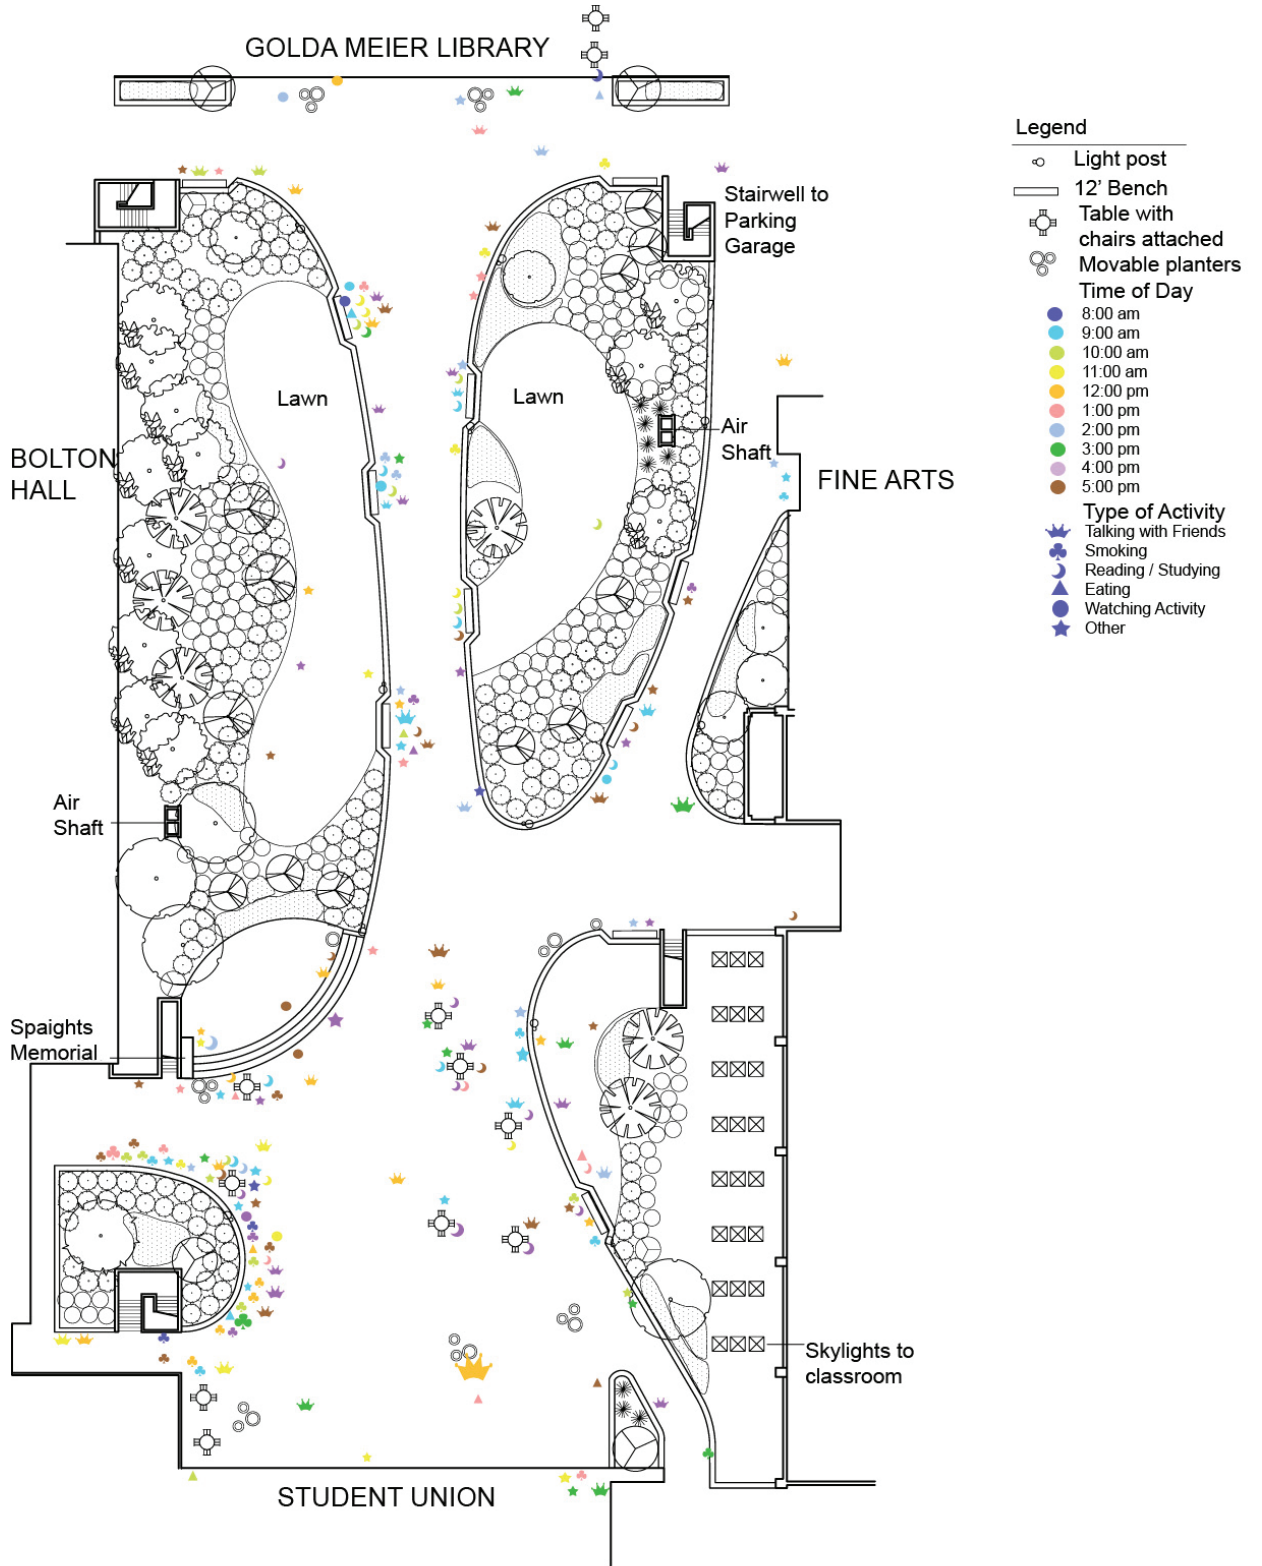 GOLDA MEIER LIBRARY
Legend
Light post
12’ Bench
Table with
chairs attached
Movable planters
Time of Day
8:00 am
9:00 am
10:00 am
11:00 am
12:00 pm
1:00 pm
2:00 pm
3:00 pm
4:00 pm
5:00 pm
Type of Activity
Talking with Friends
Smoking
Reading / Studying
Eating
Watching Activity
Other
Stairwell to
Parking
Garage
Lawn
Lawn
Air
Shaft
BOLTON
HALL
FINE ARTS
Air
Shaft
Spaights
Memorial
Skylights to
classroom
STUDENT UNION